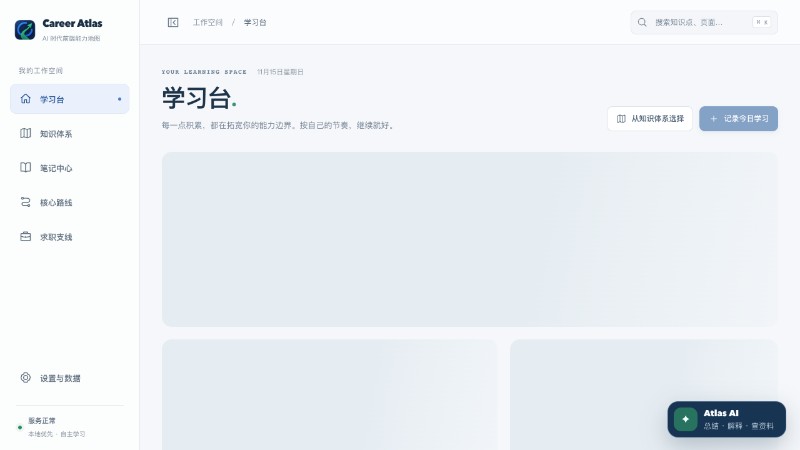 Career Atlas
AI 时代前端能力地图
我的工作空间
学习台
知识体系
笔记中心
核心路线
求职支线
设置与数据
服务正常
本地优先 · 自主学习
工作空间 / 学习台
搜索知识点、页面...
YOUR LEARNING SPACE 11月15日星期日
学习台.
每一点积累，都在拓宽你的能力边界。按自己的节奏，继续就好。
从知识体系选择
+ 记录今日学习
Atlas AI
总结 · 解释 · 查资料